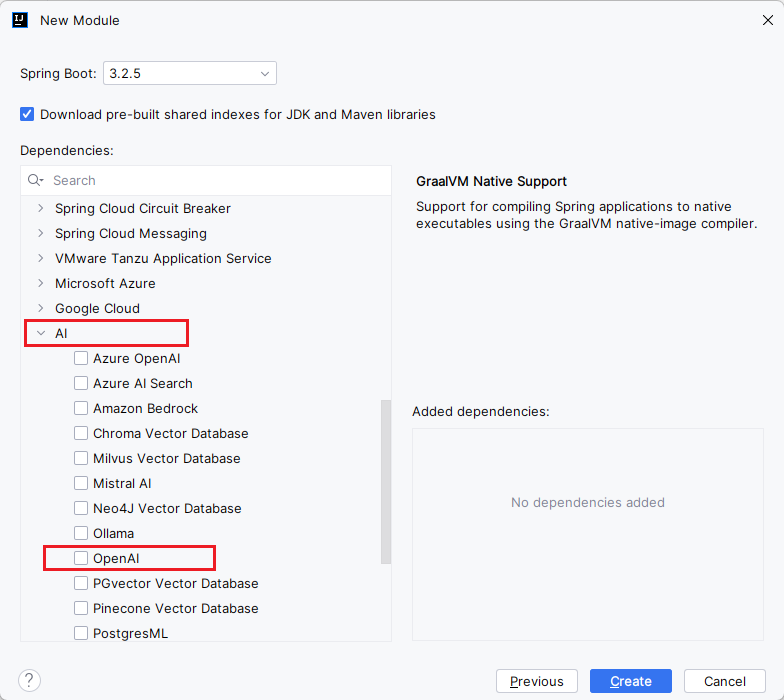 New Module
Spring Boot: 3.2.5
Download pre-built shared indexes for JDK and Maven libraries
Dependencies:
Search
Spring Cloud Circuit Breaker
Spring Cloud Messaging
VMware Tanzu Application Service
Microsoft Azure
Google Cloud
AI
Azure OpenAI
Azure AI Search
Amazon Bedrock
Chroma Vector Database
Milvus Vector Database
Mistral AI
Neo4J Vector Database
Ollama
OpenAI
PGvector Vector Database
Pinecone Vector Database
PostgresML
GraalVM Native Support
Support for compiling Spring applications to native
executables using the GraalVM native-image compiler.
Added dependencies:
No dependencies added
?
Previous
Create
Cancel